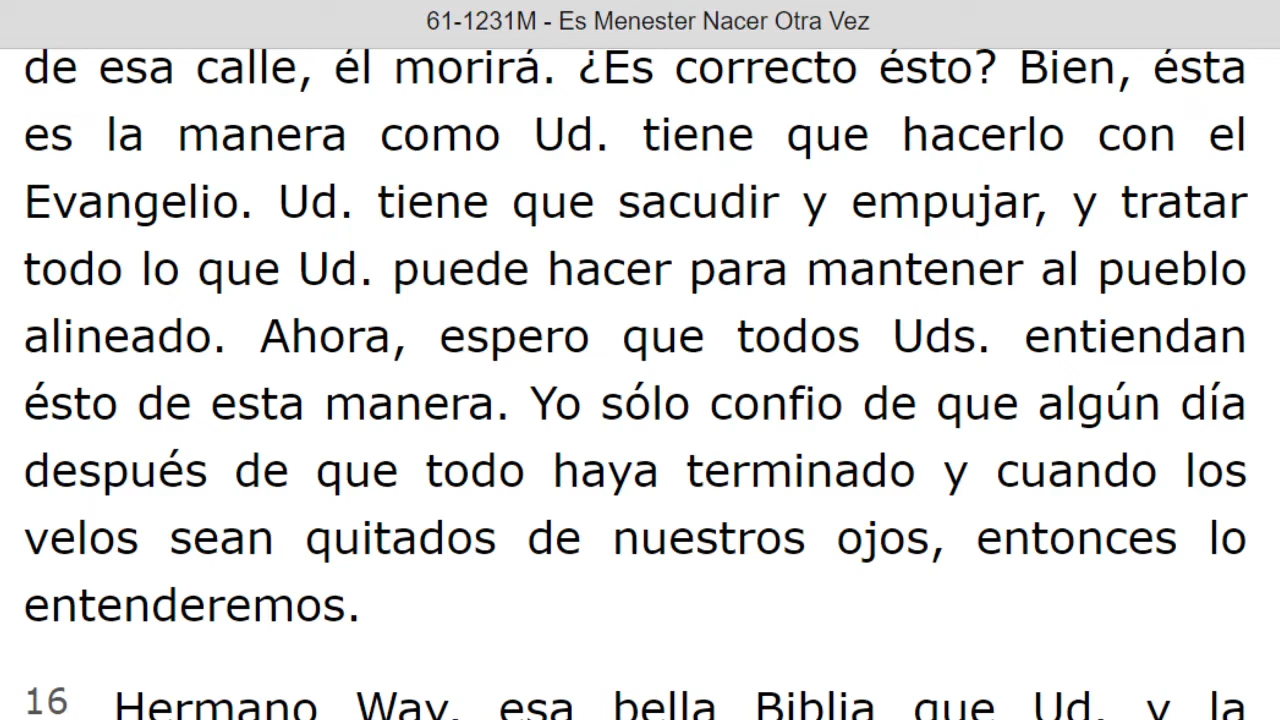 61-1231M - Es Menester Nacer Otra Vez
de esa calle, él morirá. ¿Es correcto ésto? Bien, ésta
es la manera como Ud. tiene que hacerlo con el
Evangelio. Ud. tiene que sacudir y empujar, y tratar
todo lo que Ud. puede hacer para mantener al pueblo
alineado. Ahora, espero que todos Uds. entiendan
ésto de esta manera. Yo sólo confio de que algún día
después de que todo haya terminado y cuando los
velos sean quitados de nuestros ojos, entonces lo
entenderemos.
16 Hermano Way, esa bella Biblia que Ud. y la